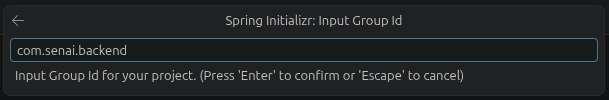 Spring Initializr: Input Group Id
com.senai.backend
Input Group Id for your project. (Press 'Enter' to confirm or 'Escape' to cancel)